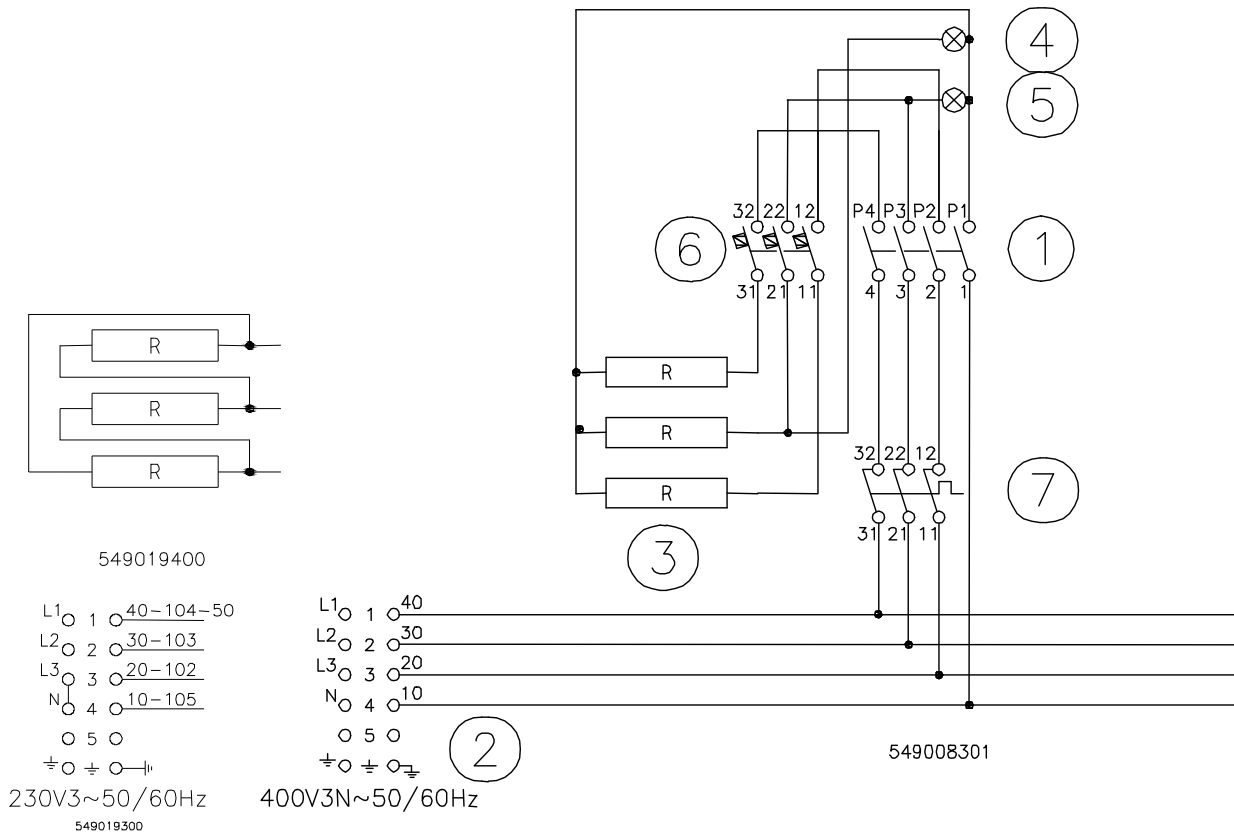 4
5
32 22 12
P4 P3 P2 P1
6
1
31 21 11
4 3 2 1
R
R
R
R
R
R
32 22 12
7
31 21 11
3
549019400
L1 1 40-104-50
L2 2 30-103
L3 3 20-102
N 4 10-105
5
230V3~50/60Hz
549019300
L1 1 40
L2 2 30
L3 3 20
N 4 10
5
2
400V3N~50/60Hz
549008301